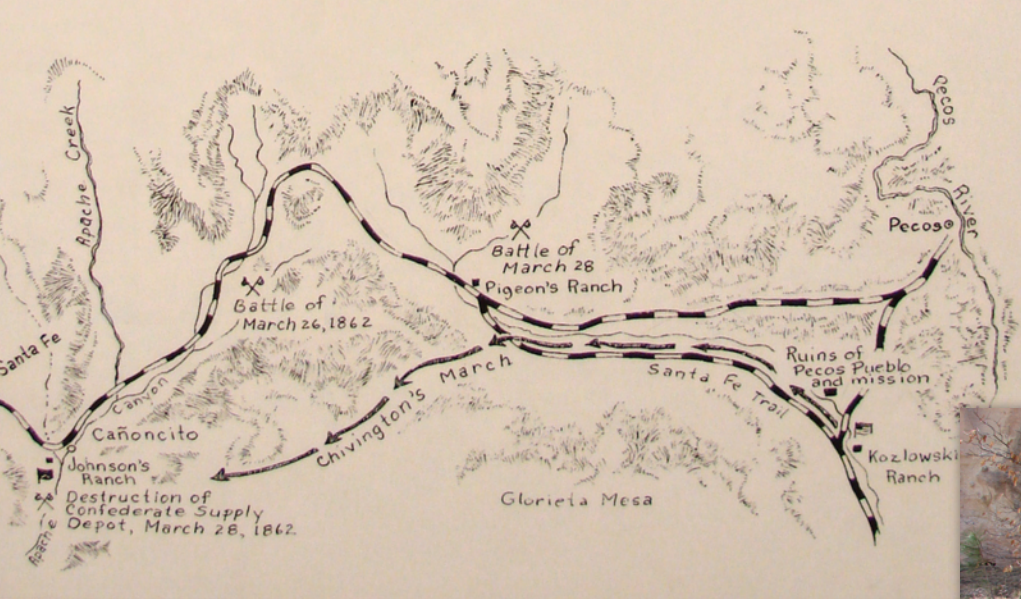 Pecos
River
Pecos
Apache Creek
Battle of
March 28
Pigeon's Ranch
Battle of
March 26, 1862
Santa Fe
Ruins of
Pecos Pueblo
and mission
Santa Fe Trail
Chivington's March
Canyon
Cañoncito
Johnson's
Ranch
Kozlowski
Ranch
Destruction of
Confederate Supply
Depot, March 28, 1862
Glorieta Mesa
Apache